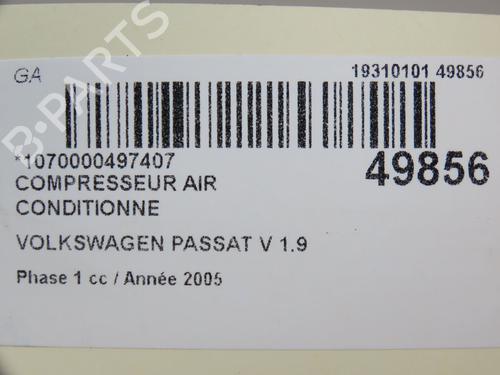 GA
19310101 49856
*1070000497407
49856
COMPRESSEUR AIR
CONDITIONNE
VOLKSWAGEN PASSAT V 1.9
Phase 1 cc / Année 2005
B-PARTS